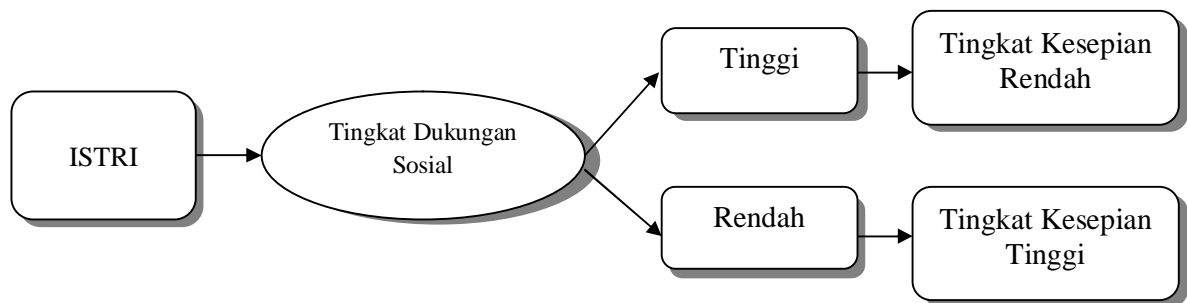 ISTRI
Tingkat Dukungan
Sosial
Tinggi
Tingkat Kesepian
Rendah
Rendah
Tingkat Kesepian
Tinggi